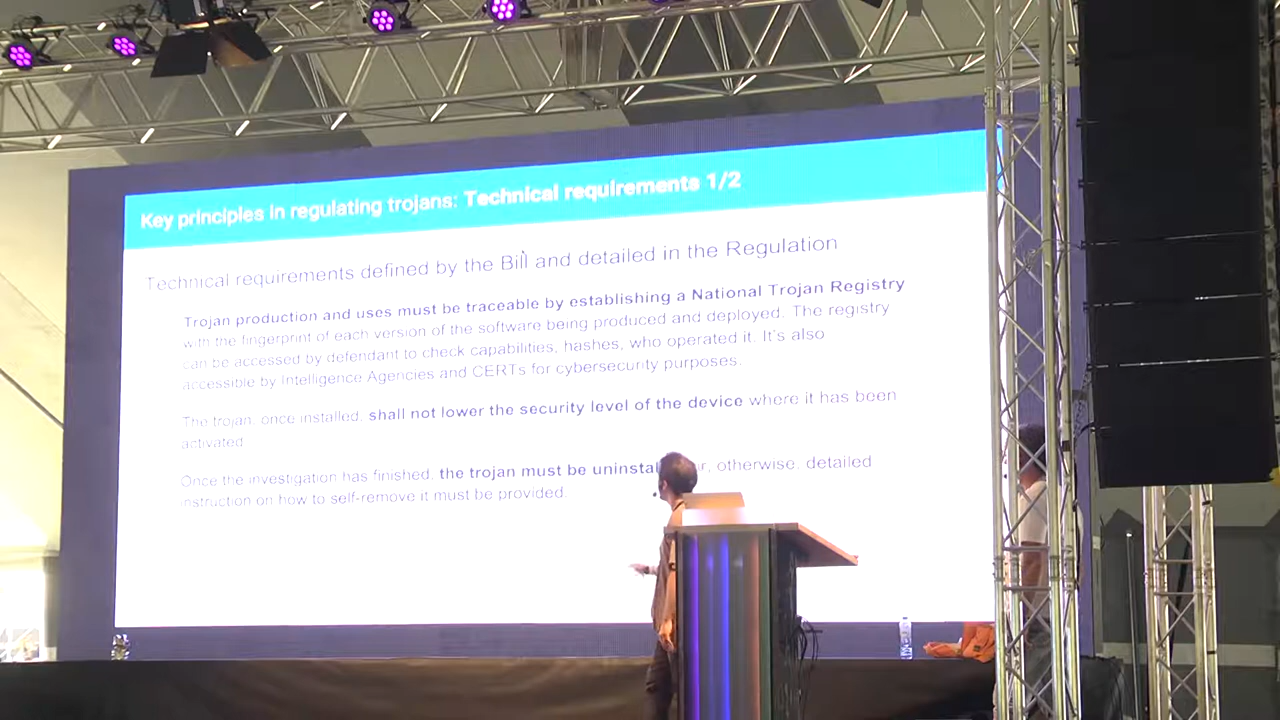 Key principles in regulating trojans: Technical requirements 1/2
Technical requirements defined by the Bill and detailed in the Regulation
Trojan production and uses must be traceable by establishing a National Trojan Registry
with the fingerprint of each version of the software being produced and deployed. The registry
can be accessed by defendant to check capabilities, hashes, who operated it. It's also
accessible by Intelligence Agencies and CERTs for cybersecurity purposes.
The trojan, once installed, shall not lower the security level of the device where it has been
activated
Once the investigation has finished, the trojan must be otherwise, detailed
instruction on how to self-remove it must be provided.